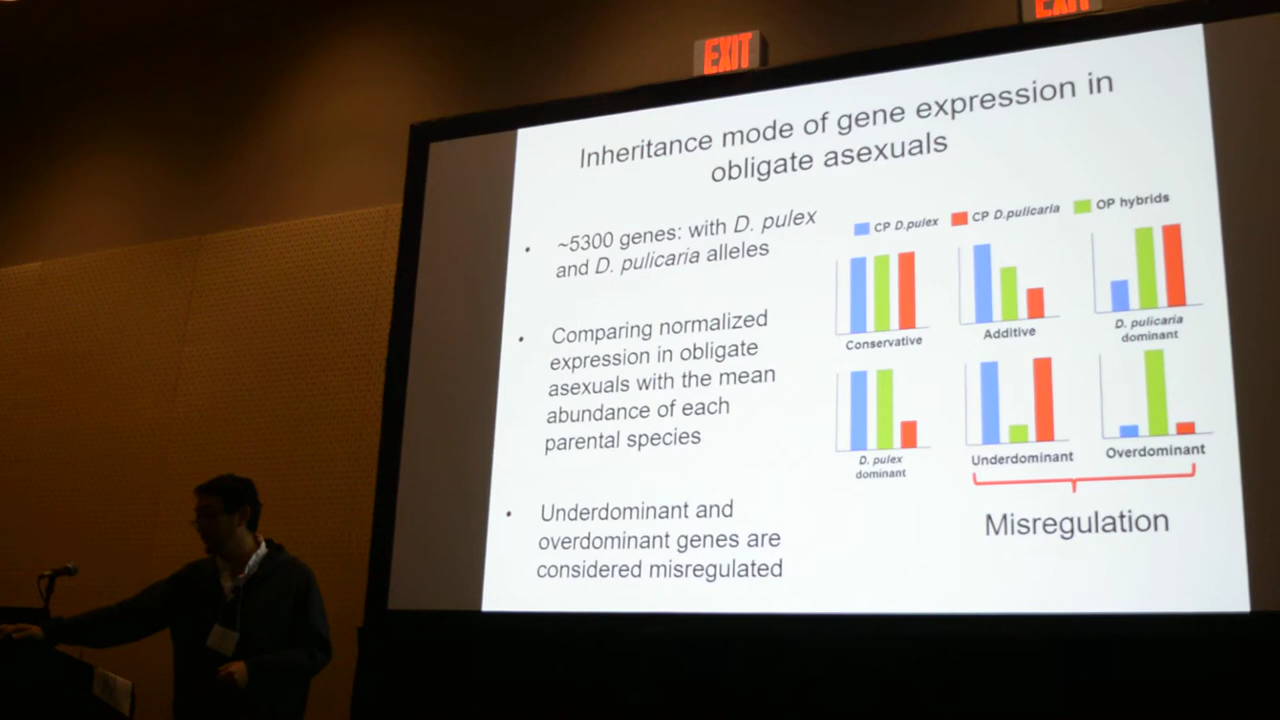 EXIT
EXIT
Inheritance mode of gene expression in
obligate asexuals
• ~5300 genes: with D. pulex
and D. pulicaria alleles
• Comparing normalized
expression in obligate
asexuals with the mean
abundance of each
parental species
• Underdominant and
overdominant genes are
considered misregulated
CP D.pulex CP D.pulicaria OP hybrids
Conservative
Additive
D. pulicaria
dominant
D. pulex
dominant
Underdominant
Overdominant
Misregulation